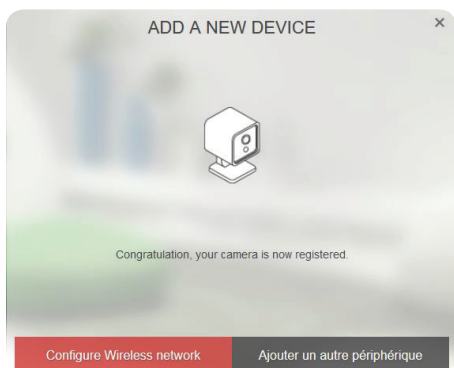 ADD A NEW DEVICE
×
Congratulation, your camera is now registered.
Configure Wireless network
Ajouter un autre périphérique